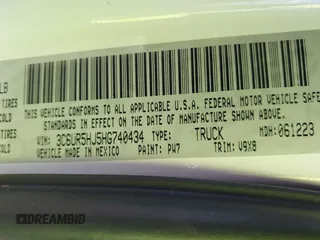 LB
TIRES
COLD
TIRES
COLD
THIS VEHICLE CONFORMS TO ALL APPLICABLE U.S.A. FEDERAL MOTOR VEHICLE SAFE
STANDARDS IN EFFECT ON THE DATE OF MANUFACTURE SHOWN ABOVE.
VIN: 3C6UR5HJ5HG740434 TYPE: TRUCK MDH: 061223
VEHICLE MADE IN MEXICO PAINT: PW7 TRIM: V9X8
DREAMBID